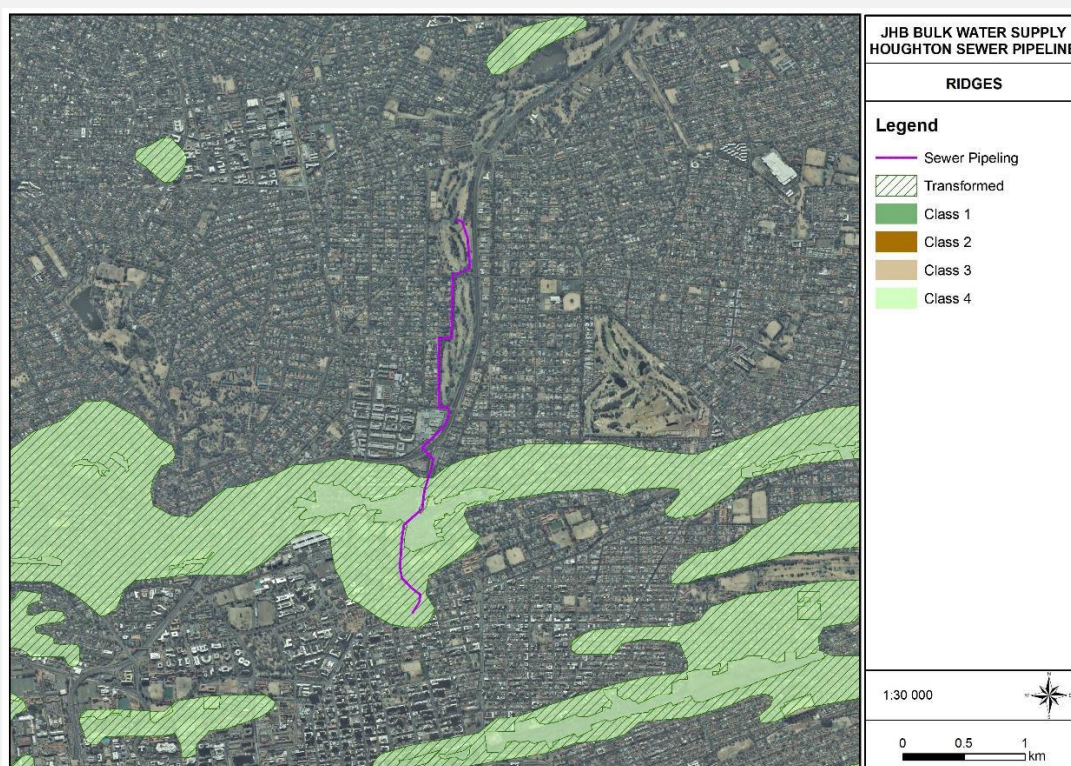 JHB BULK WATER SUPPLY
HOUGHTON SEWER PIPELINE
RIDGES
Legend
Sewer Pipeling
Transformed
Class 1
Class 2
Class 3
Class 4
1:30 000
N
0 0.5 1
km